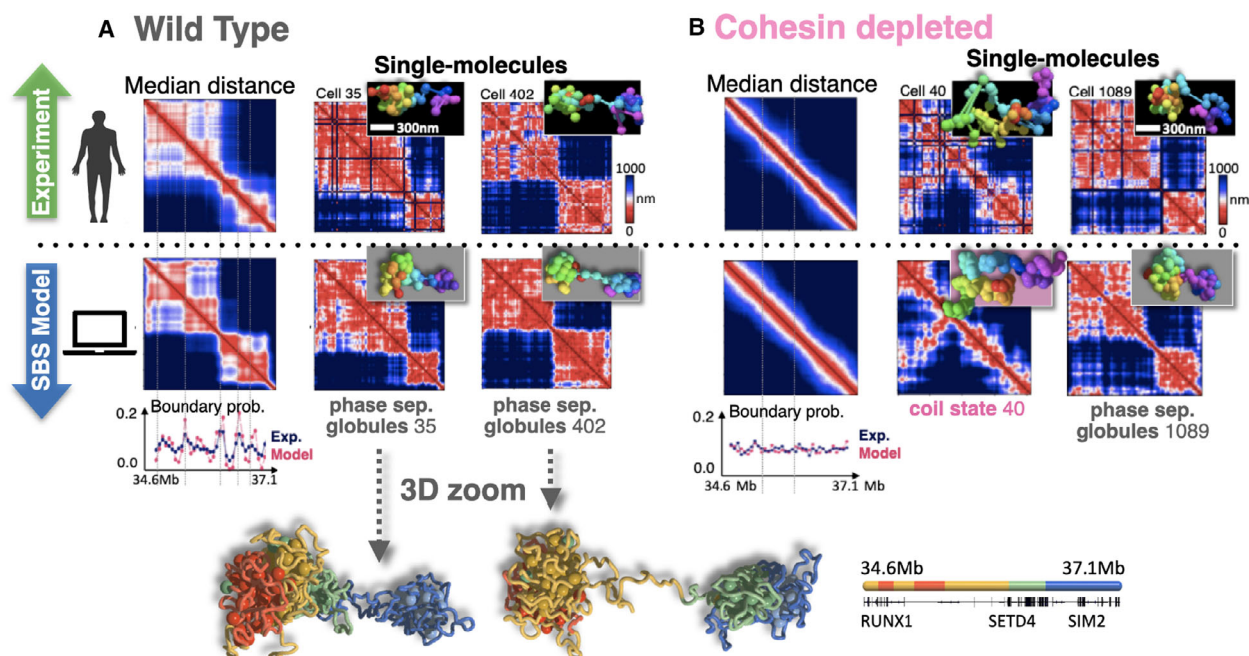 A Wild Type
B Cohesin depleted
Experiment
Median distance
Single-molecules
Cell 35
300nm
Cell 402
1000
nm
0
Median distance
Single-molecules
Cell 40
Cell 1089
300nm
1000
nm
0
SBS Model
phase sep.
globules 35
phase sep.
globules 402
coil state 40
phase sep.
globules 1089
0.2
Boundary prob.
Exp.
Model
0.0
34.6Mb
37.1
0.2
Boundary prob.
Exp.
Model
0.0
34.6 Mb
37.1 Mb
3D zoom
34.6Mb
37.1Mb
RUNX1
SETD4
SIM2